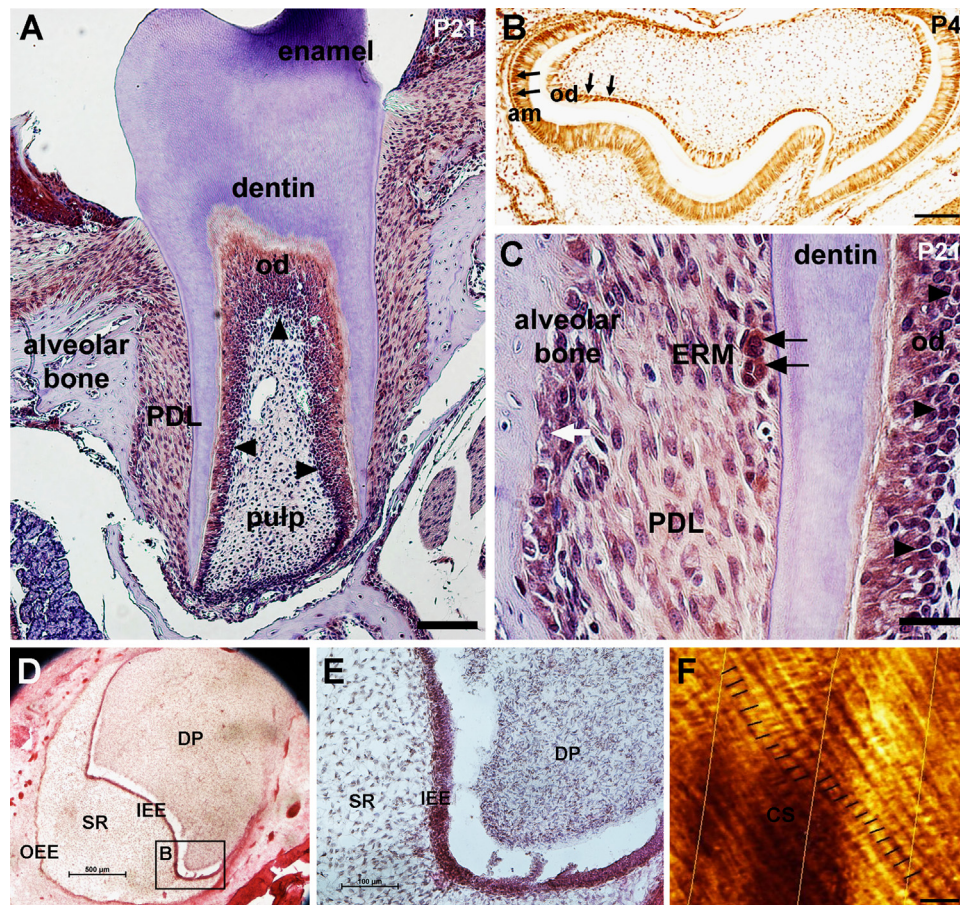 A
P21
enamel
dentin
od
alveolar
bone
PDL
pulp
B
P4
od
am
C
P21
dentin
alveolar
bone
ERM
od
PDL
D
DP
SR
IEE
OEE
B
500 µm
E
DP
SR
IEE
100 µm
F
CS